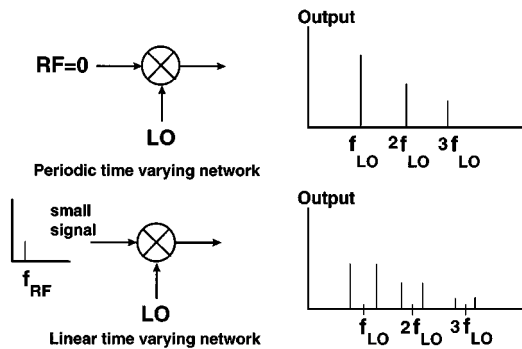 Output
RF=0
LO
f LO 2f LO 3f LO
Periodic time varying network
small
signal
f RF
LO
Output
f LO 2f LO 3f LO
Linear time varying network